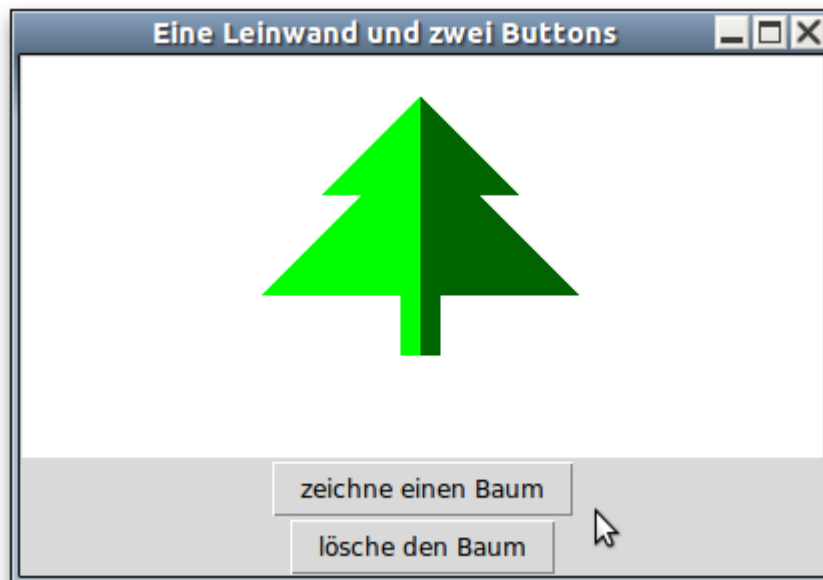 Eine Leinwand und zwei Buttons
zeichne einen Baum
lösche den Baum